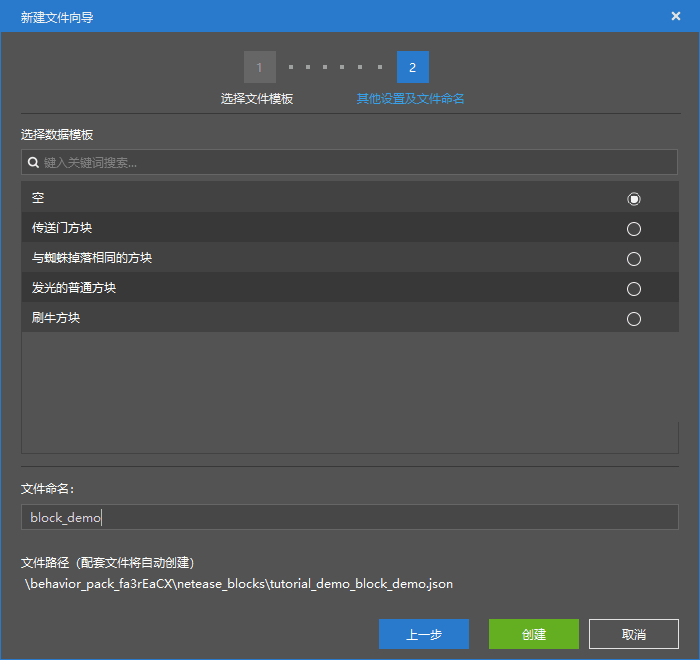 新建文件向导
1
2
选择文件模板
其他设置及文件命名
选择数据模板
键入关键词搜索...
空
传送门方块
与蜘蛛掉落相同的方块
发光的普通方块
刷牛方块
文件命名：
block_demo
文件路径（配套文件将自动创建）
\behavior_pack_fa3rEaCX\netease_blocks\tutorial_demo_block_demo.json
上一步
创建
取消